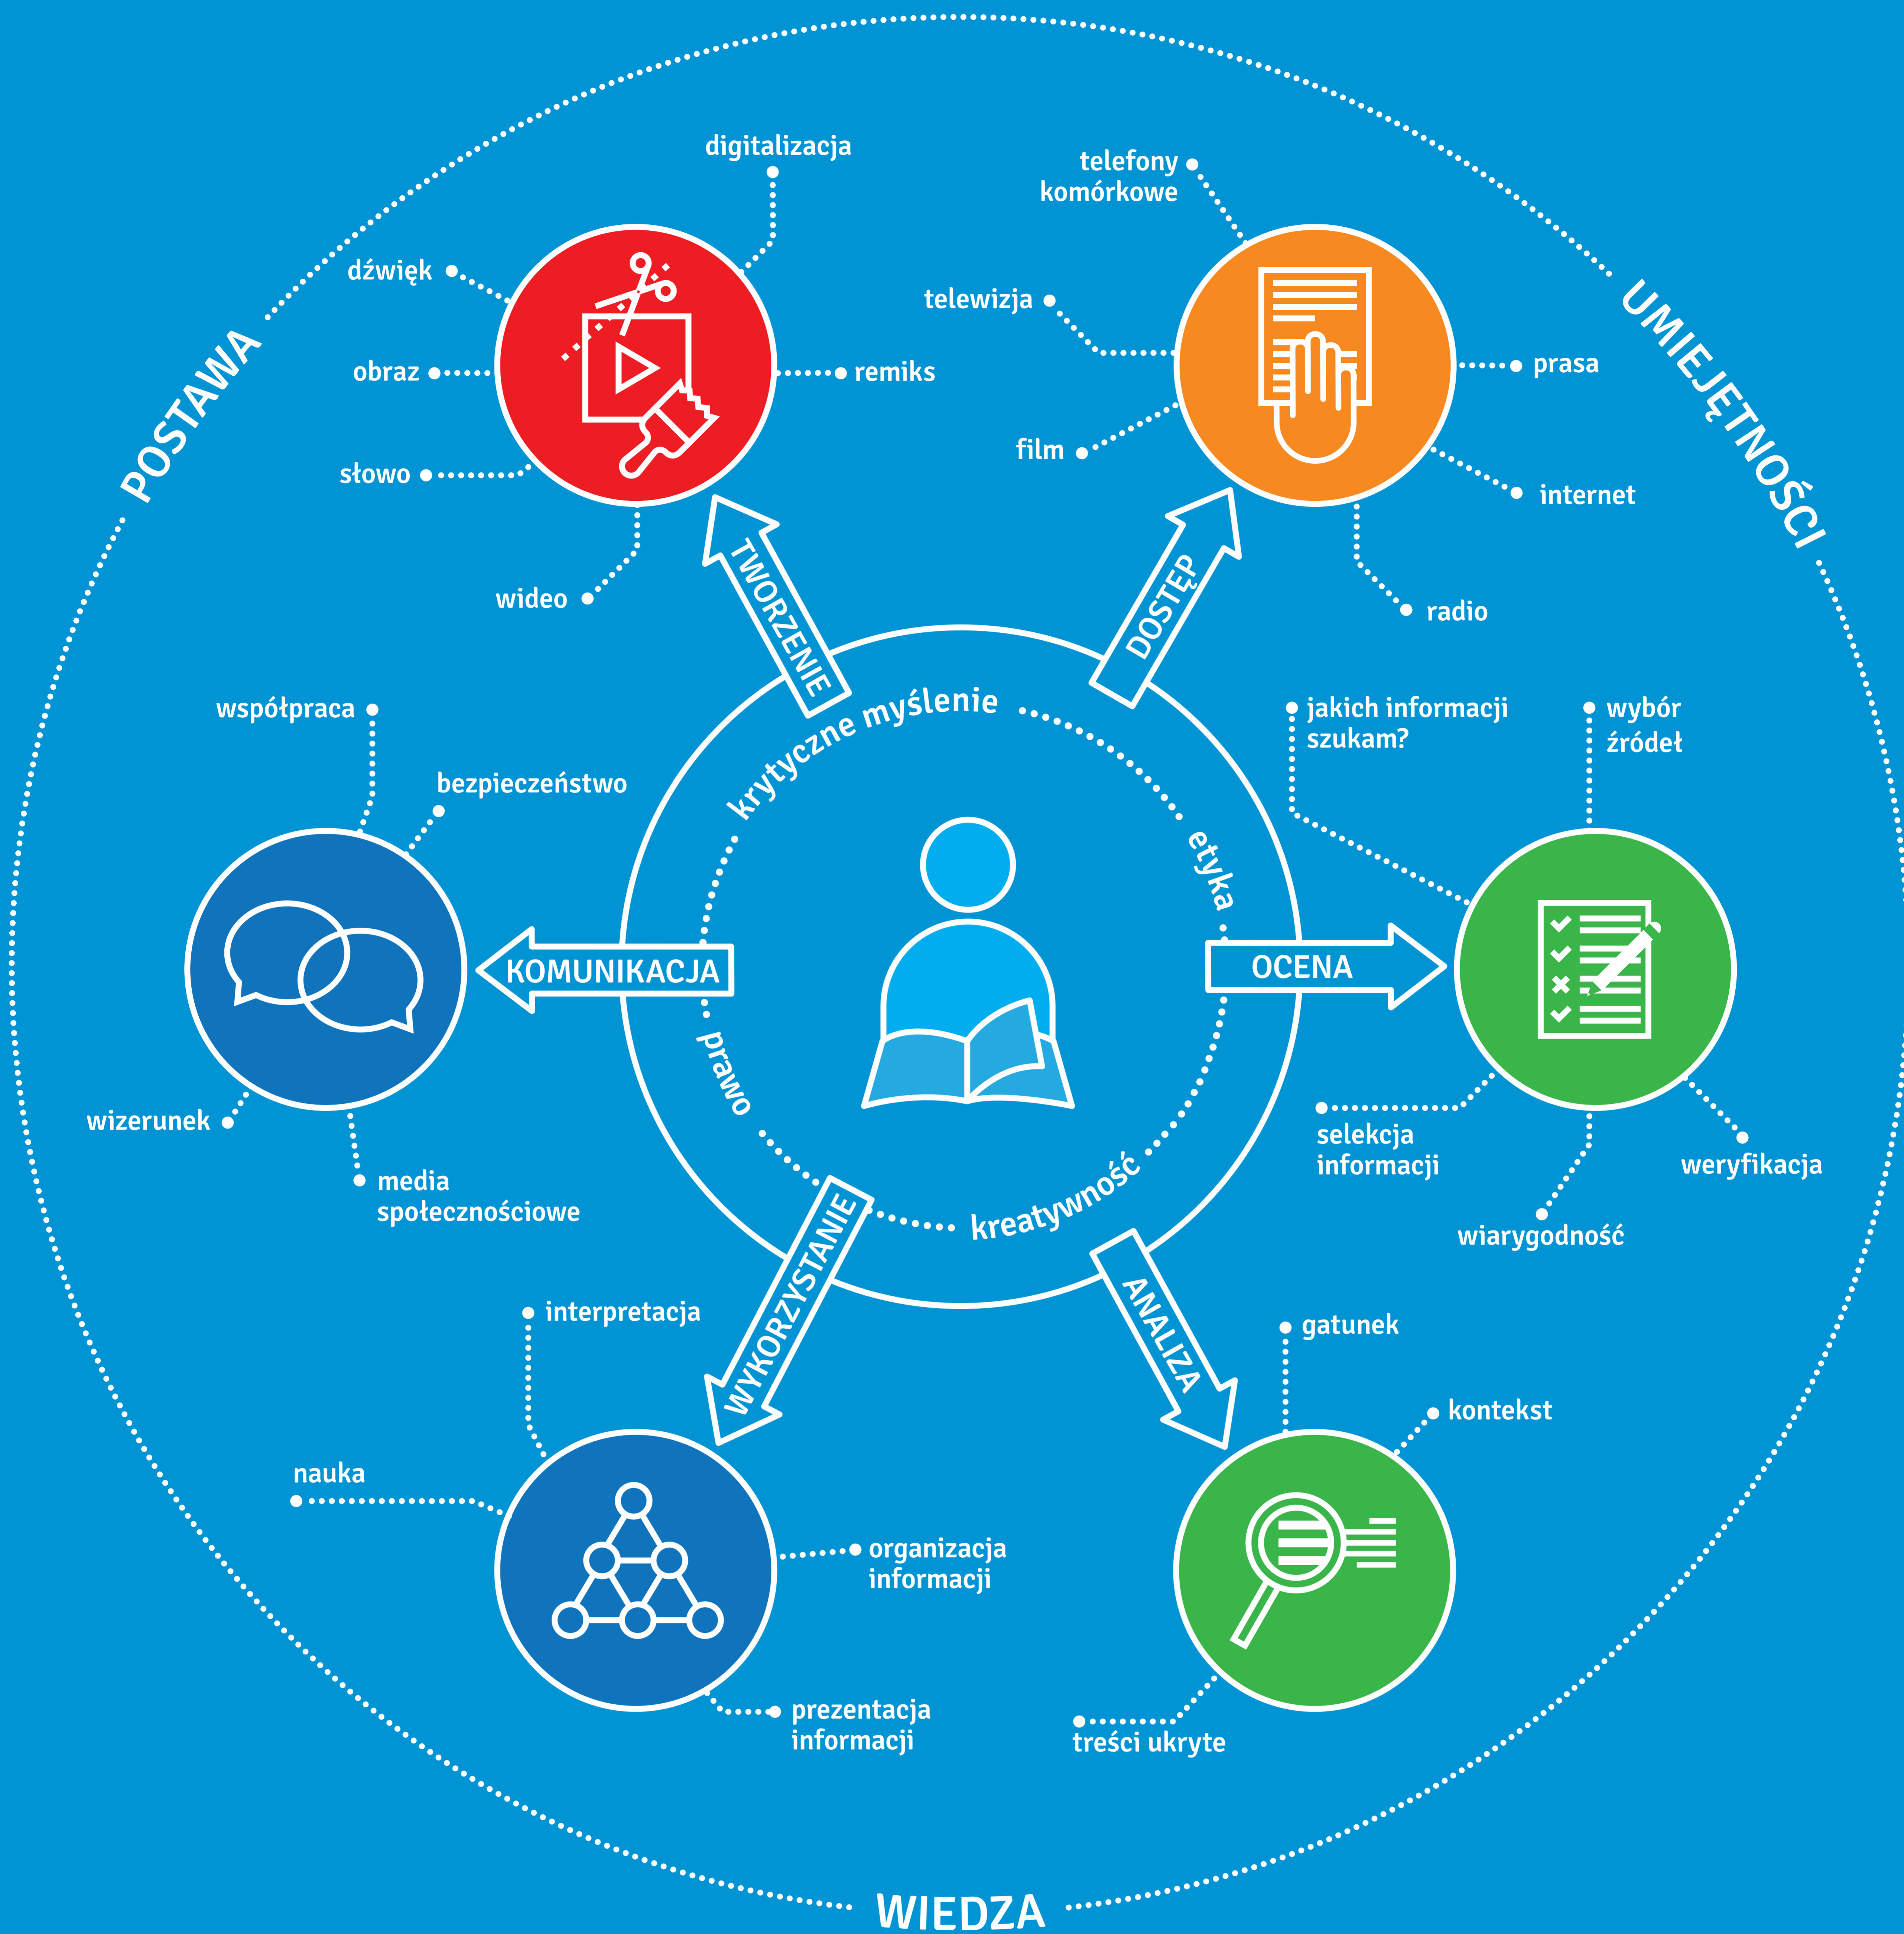 POSTAWA
UMIEJĘTNOŚCI
WIEDZA
digitalizacja
dźwięk
obraz
remiks
słowo
wideo
TWORZENIE
telefony
komórkowe
telewizja
prasa
film
internet
radio
DOSTĘP
krytyczne myślenie
etyka
kreatywność
prawo
współpraca
bezpieczeństwo
KOMUNIKACJA
wizerunek
media
społecznościowe
jakich informacji
szukam?
wybór
źródeł
OCENA
selekcja
informacji
weryfikacja
wiarygodność
WYKORZYSTANIE
interpretacja
nauka
organizacja
informacji
prezentacja
informacji
ANALIZA
gatunek
kontekst
treści ukryte